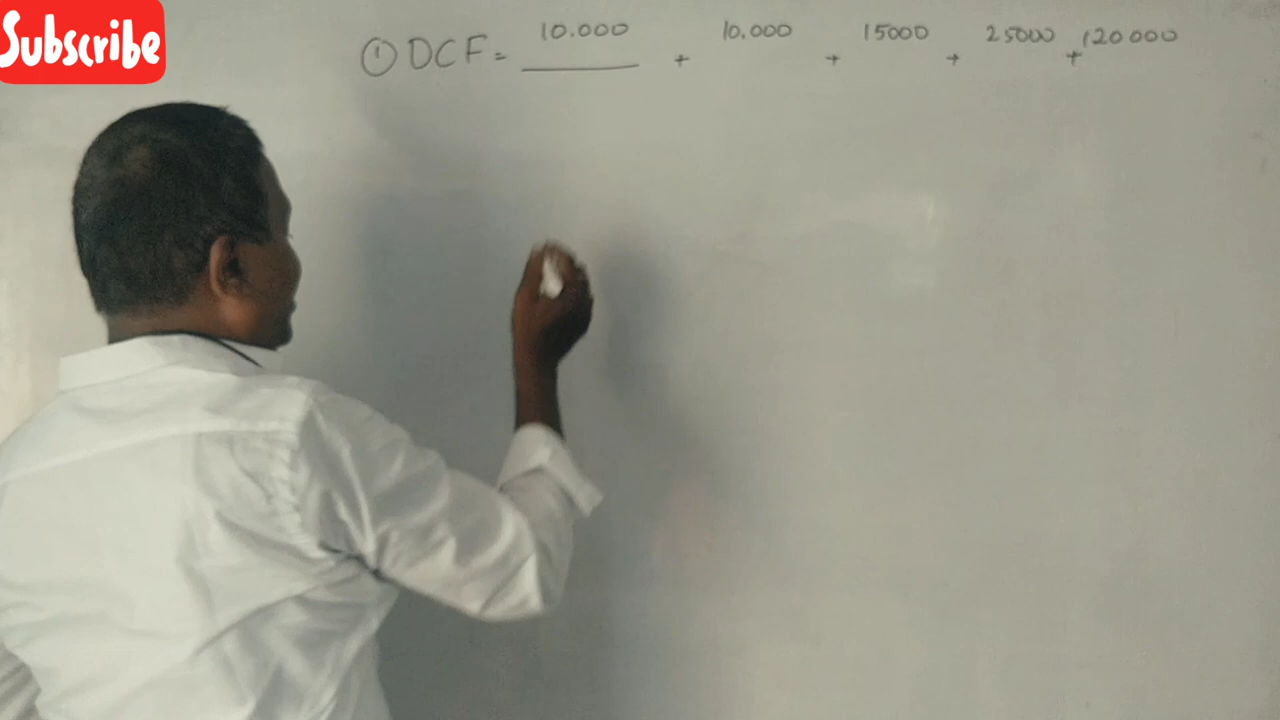 Subscribe
① DCF = 10.000 + 10.000 + 15000 + 25000 + 120000